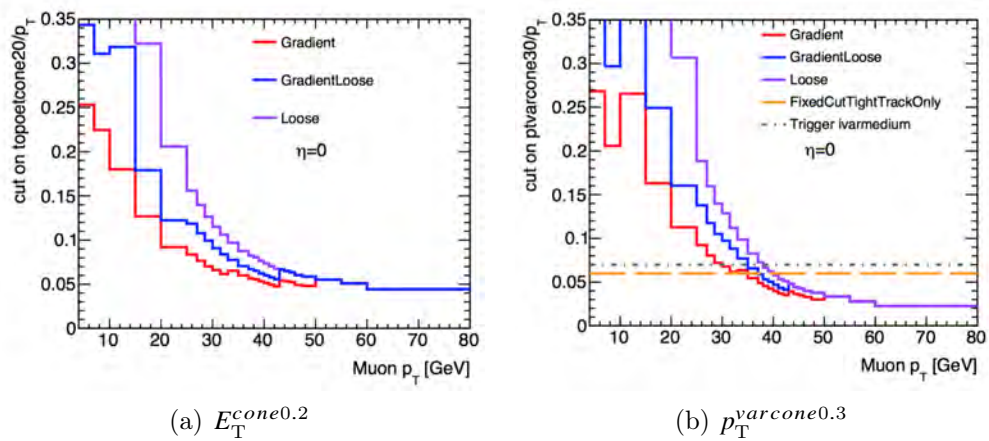 cut on topoetcone20/p_T
0.35
0.3
0.25
0.2
0.15
0.1
0.05
0
Gradient
GradientLoose
Loose
η=0
10 20 30 40 50 60 70 80
Muon p_T [GeV]
(a) E_T^{cone0.2}
cut on ptvarcone30/p_T
0.35
0.3
0.25
0.2
0.15
0.1
0.05
0
Gradient
GradientLoose
Loose
FixedCutTightTrackOnly
Trigger ivarmedium
η=0
10 20 30 40 50 60 70 80
Muon p_T [GeV]
(b) p_T^{varcone0.3}